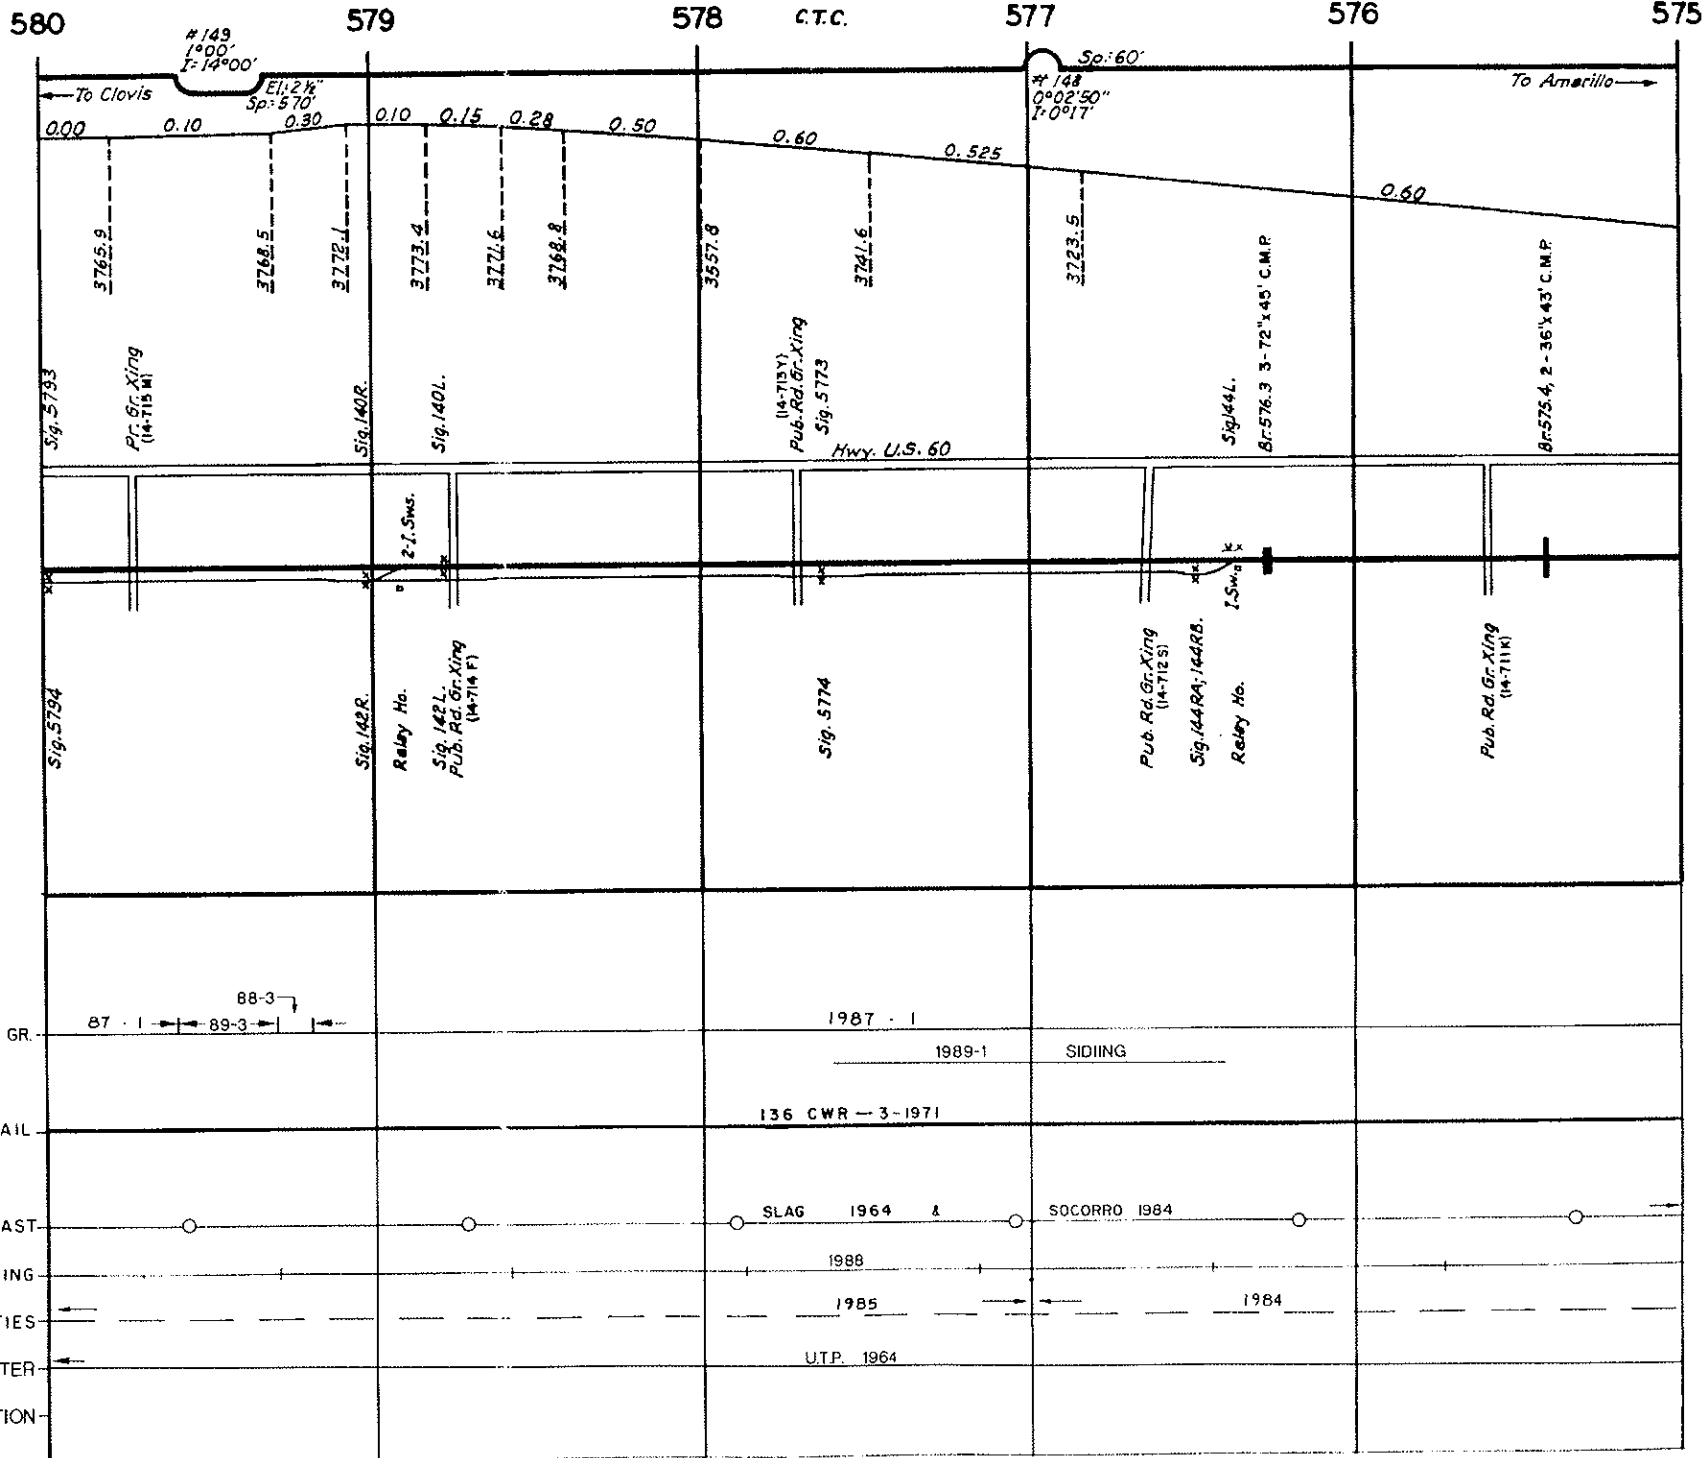 580 579 578 C.T.C. 577 576 575
#149
1°00'
I=14°00'
El.=2½"
Sp=570'
Sp=60'
#148
0°02'50"
I=0°17'
To Clovis
To Amarillo
0.00 0.10 0.30 0.10 0.15 0.28 0.50 0.60 0.525 0.60
3765.9
3768.5
3772.1
3773.4
3771.6
3768.8
3557.8
3741.6
3723.5
Sig. 5793
Pr. Gr. Xing
(14-715 M)
Sig. 140R.
Sig. 140L.
(14-713Y)
Pub. Rd. Gr. Xing
Sig. 5773
Sig144L.
Br. 576.3 3-72"x45' C.M.P.
Br. 575.4, 2-36"x43' C.M.P.
Hwy. U.S. 60
2-I. Sws.
I. Sw.
Sig. 5794
Sig. 142R.
Relay Ho.
Sig. 142L.
Pub. Rd. Gr. Xing
(14-714 F)
Sig. 5774
Pub. Rd. Gr. Xing
(14-712 S)
Sig. 144RA; 144RB.
Relay Ho.
Pub. Rd. Gr. Xing
(14-711K)
88-3
GR. 87 - 1 89-3 1987 - 1
1989-1 SIDIING
AIL 136 CWR — 3-1971
AST SLAG 1964 & SOCORRO 1984
ING 1988
TIES 1985 1984
TER U.T.P. 1964
TION